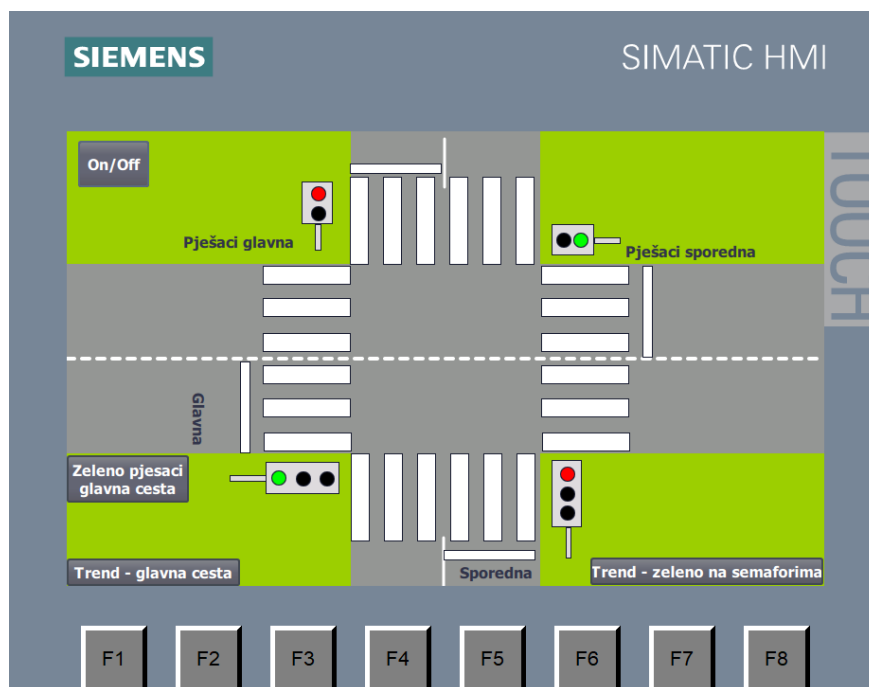 SIEMENS
SIMATIC HMI
TOUCH
On/Off
Pješaci glavna
Pješaci sporedna
Glavna
Zeleno pjesaci
glavna cesta
Trend - glavna cesta
Sporedna
Trend - zeleno na semaforima
F1
F2
F3
F4
F5
F6
F7
F8